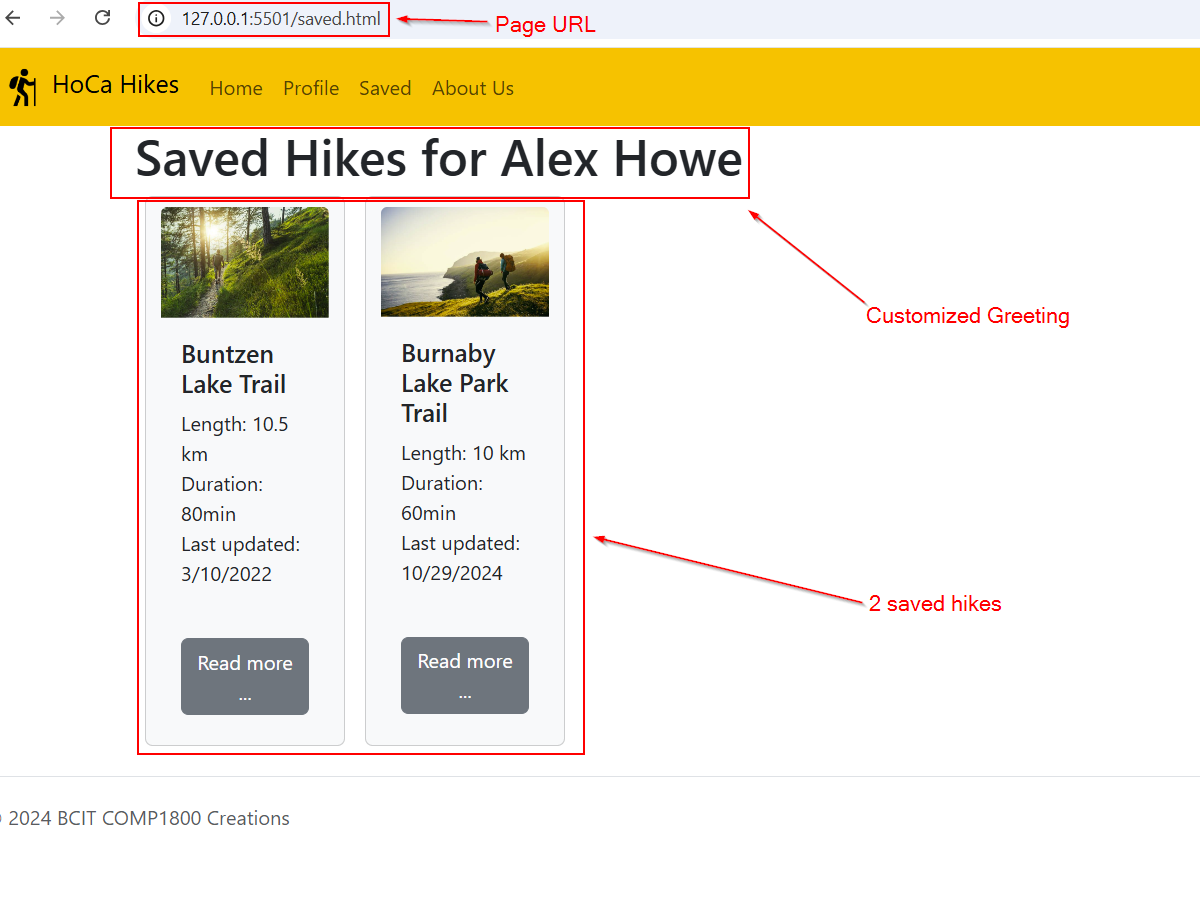 127.0.0.1:5501/saved.html
Page URL
HoCa Hikes
Home Profile Saved About Us
Saved Hikes for Alex Howe
Customized Greeting
Buntzen
Lake Trail
Length: 10.5
km
Duration:
80min
Last updated:
3/10/2022
Read more
...
Burnaby
Lake Park
Trail
Length: 10 km
Duration:
60min
Last updated:
10/29/2024
Read more
...
2 saved hikes
© 2024 BCIT COMP1800 Creations